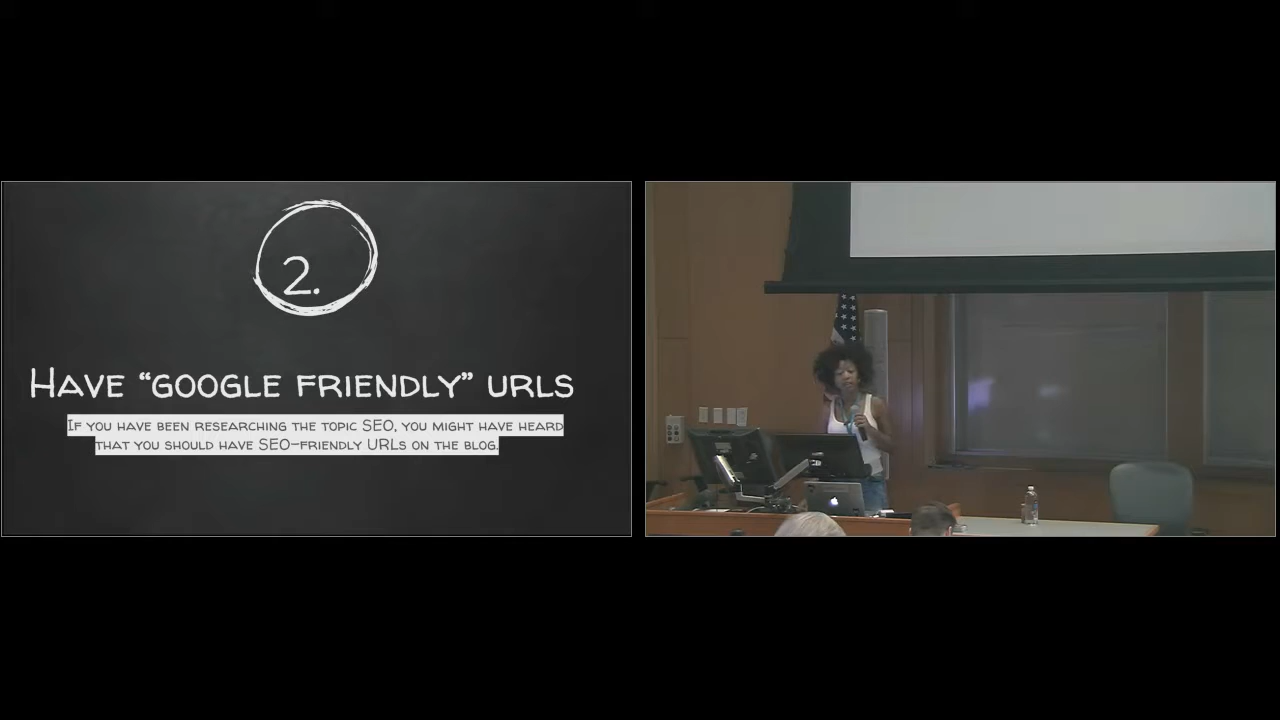 2.
Have “google friendly” urls
If you have been researching the topic SEO, you might have heard
that you should have SEO-friendly URLs on the blog.